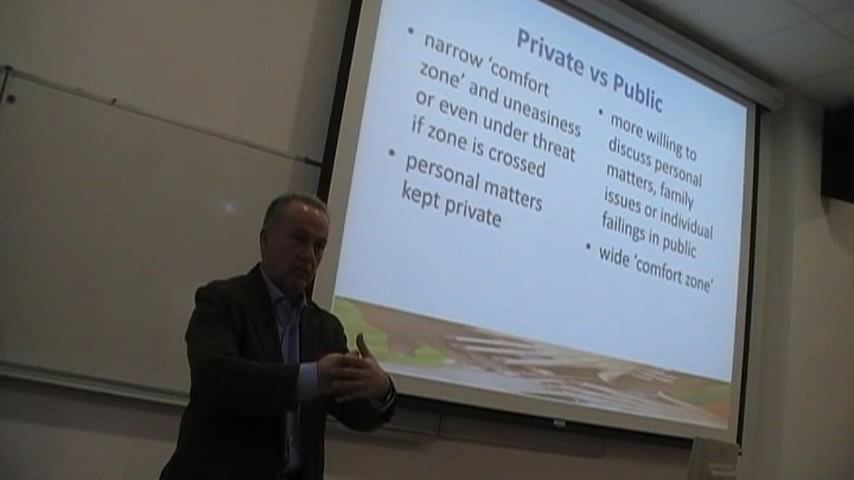 Private vs Public
• narrow ‘comfort
zone’ and uneasiness
or even under threat
if zone is crossed
• personal matters
kept private
• more willing to
discuss personal
matters, family
issues or individual
failings in public
• wide ‘comfort zone’